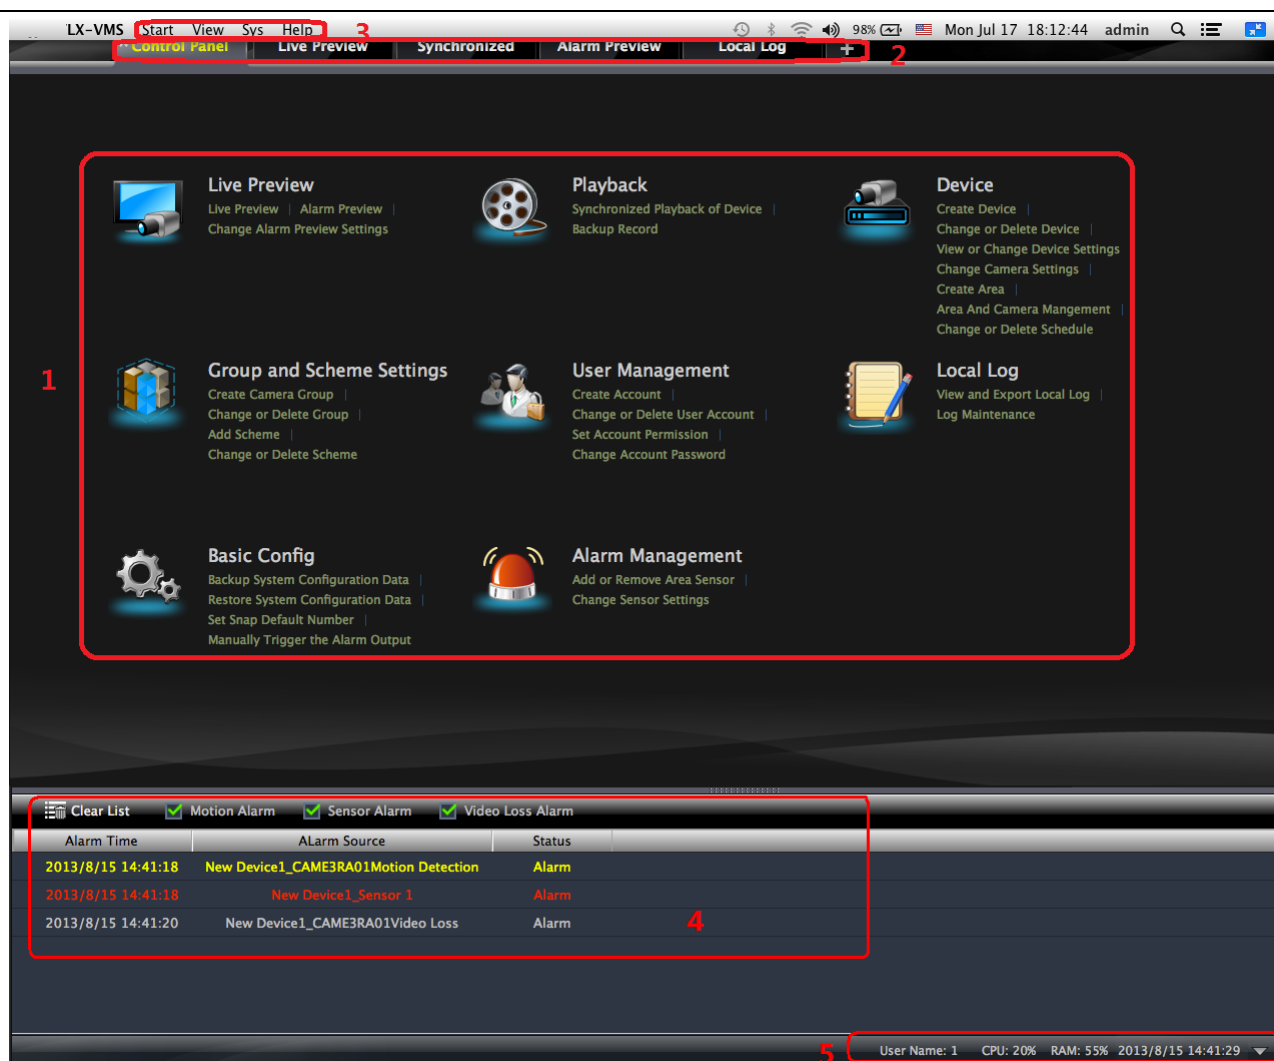 LX-VMS Start View Sys Help 3 98% Mon Jul 17 18:12:44 admin
Control Panel Live Preview Synchronized Alarm Preview Local Log + 2
Live Preview
Live Preview | Alarm Preview |
Change Alarm Preview Settings
Playback
Synchronized Playback of Device |
Backup Record
Device
Create Device |
Change or Delete Device |
View or Change Device Settings
Change Camera Settings |
Create Area |
Area And Camera Mangement |
Change or Delete Schedule
1
Group and Scheme Settings
Create Camera Group |
Change or Delete Group |
Add Scheme |
Change or Delete Scheme
User Management
Create Account |
Change or Delete User Account |
Set Account Permission |
Change Account Password
Local Log
View and Export Local Log |
Log Maintenance
Basic Config
Backup System Configuration Data |
Restore System Configuration Data |
Set Snap Default Number |
Manually Trigger the Alarm Output
Alarm Management
Add or Remove Area Sensor |
Change Sensor Settings
Clear List Motion Alarm Sensor Alarm Video Loss Alarm
Alarm Time ALarm Source Status
2013/8/15 14:41:18 New Device1_CAME3RA01Motion Detection Alarm
2013/8/15 14:41:18 New Device1_Sensor 1 Alarm
2013/8/15 14:41:20 New Device1_CAME3RA01Video Loss Alarm
4
5 User Name: 1 CPU: 20% RAM: 55% 2013/8/15 14:41:29